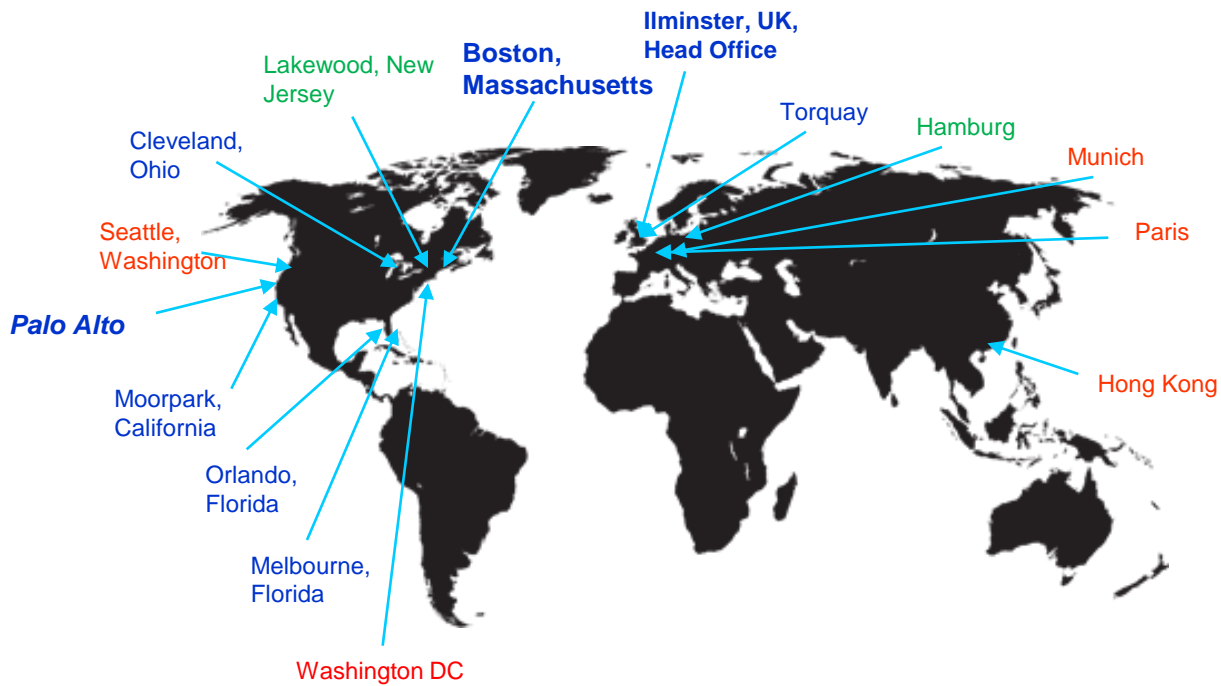 Ilminster, UK,
Head Office
Boston,
Massachusetts
Lakewood, New
Jersey
Torquay
Hamburg
Cleveland,
Ohio
Munich
Seattle,
Washington
Paris
Palo Alto
Hong Kong
Moorpark,
California
Orlando,
Florida
Melbourne,
Florida
Washington DC